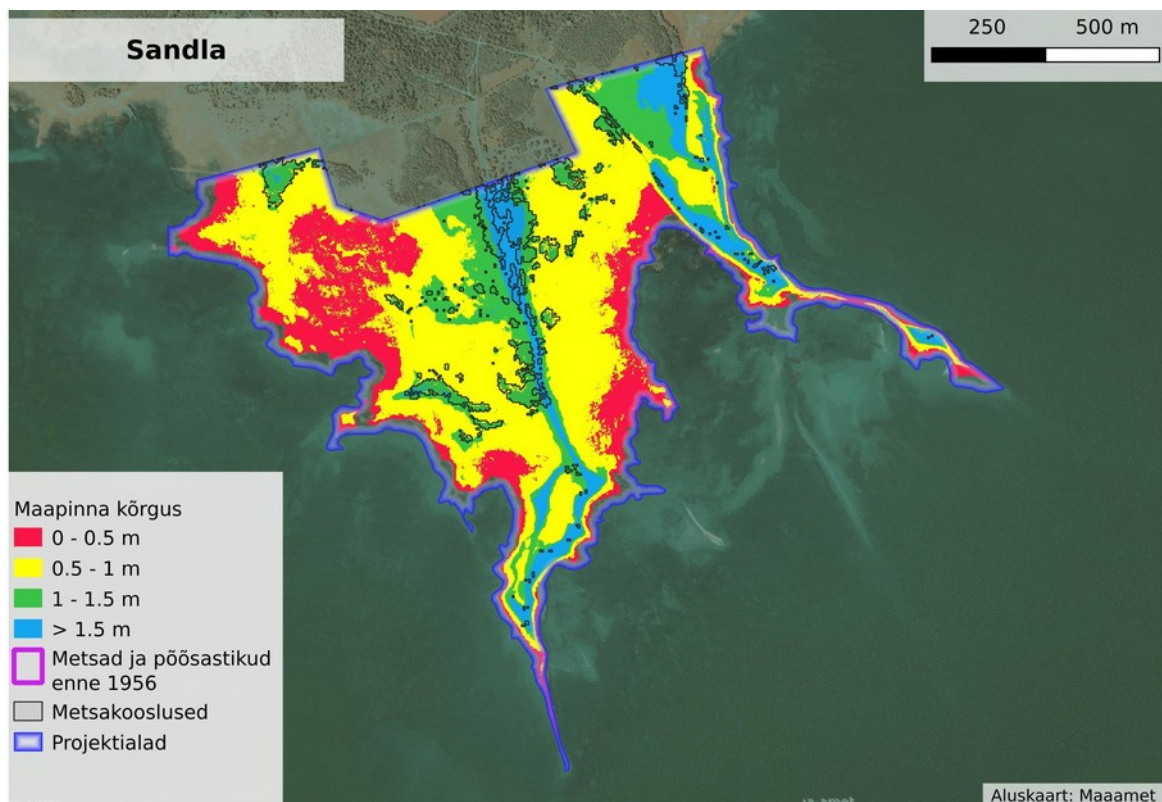 Sandla
250 500 m
Maapinna kõrgus
0 - 0.5 m
0.5 - 1 m
1 - 1.5 m
> 1.5 m
Metsad ja põõsastikud
enne 1956
Metsakooslused
Projektialad
Aluskaart: Maaamet